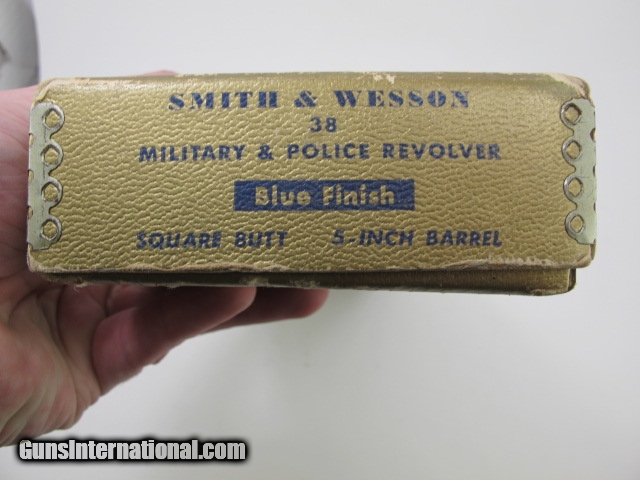 SMITH & WESSON
38
MILITARY & POLICE REVOLVER
Blue Finish
SQUARE BUTT 5-INCH BARREL
GunsInternational.com